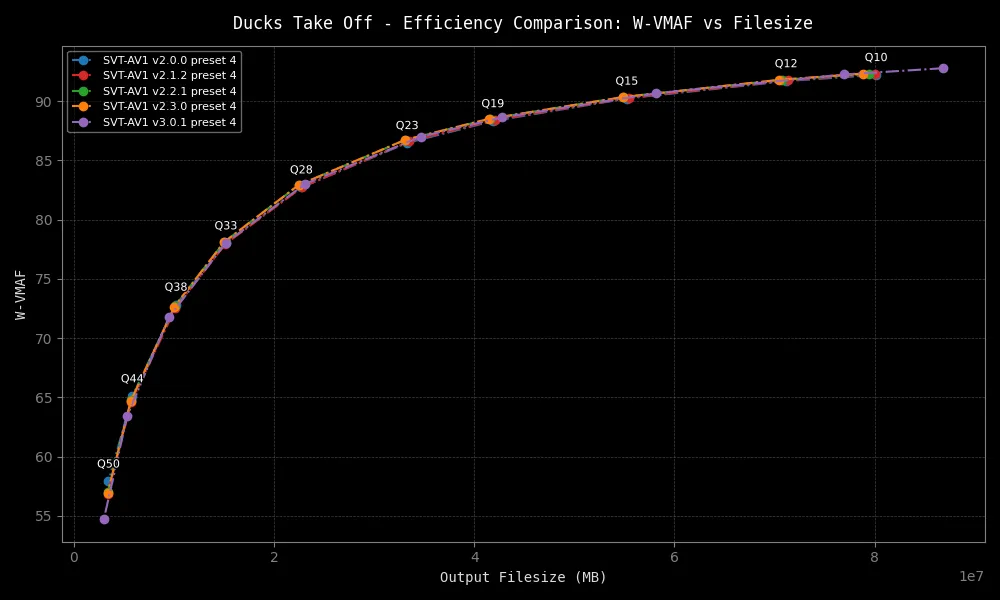 Ducks Take Off - Efficiency Comparison: W-VMAF vs Filesize
SVT-AV1 v2.0.0 preset 4
SVT-AV1 v2.1.2 preset 4
SVT-AV1 v2.2.1 preset 4
SVT-AV1 v2.3.0 preset 4
SVT-AV1 v3.0.1 preset 4
Q10
Q12
Q15
Q19
Q23
Q28
Q33
Q38
Q44
Q50
W-VMAF
90
85
80
75
70
65
60
55
0 2 4 6 8
1e7
Output Filesize (MB)